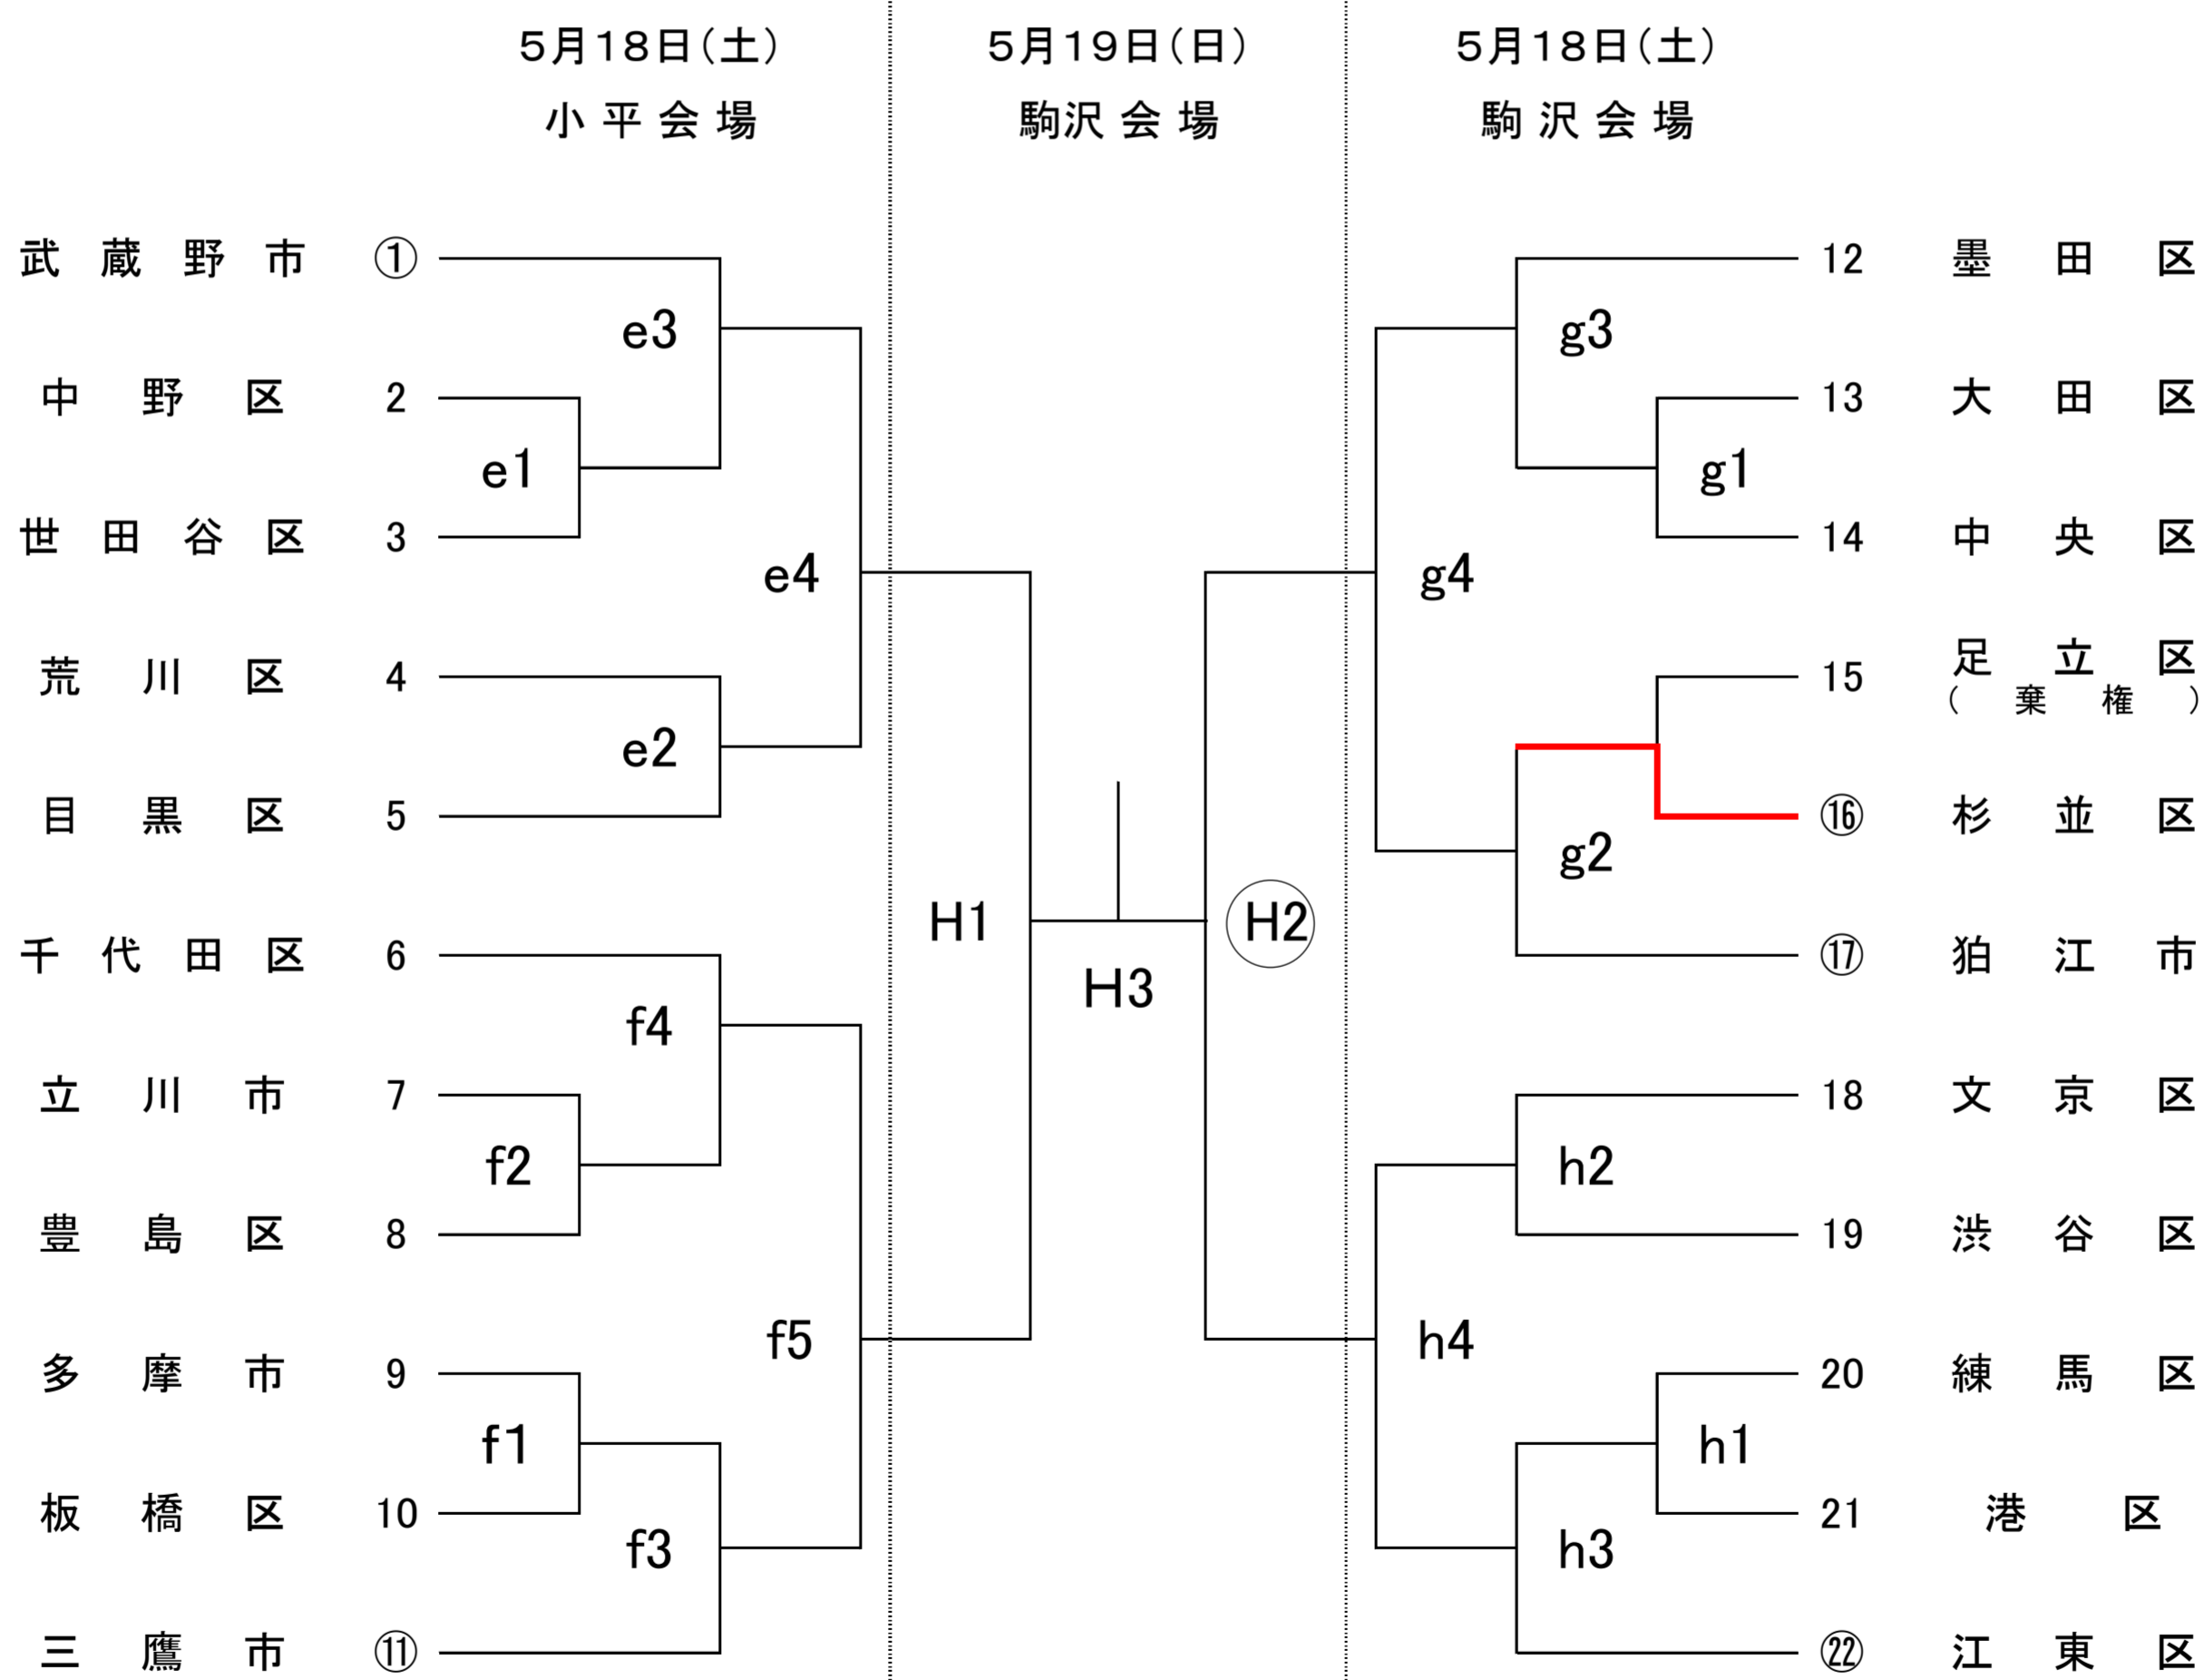 5月18日(土) 5月19日(日) 5月18日(土)
小平会場 駒沢会場 駒沢会場
武蔵野市 ① 12 墨田区
e3 g3
中野区 2 13 大田区
e1 g1
世田谷区 3 14 中央区
e4 g4
荒川区 4 15 足立区
(棄権)
e2
目黒区 5 ⑯ 杉並区
g2
H1 H2
千代田区 6 ⑰ 狛江市
H3
f4
立川市 7 18 文京区
f2 h2
豊島区 8 19 渋谷区
f5 h4
多摩市 9 20 練馬区
f1 h1
板橋区 10 21 港区
f3 h3
三鷹市 ⑪ ㉒ 江東区